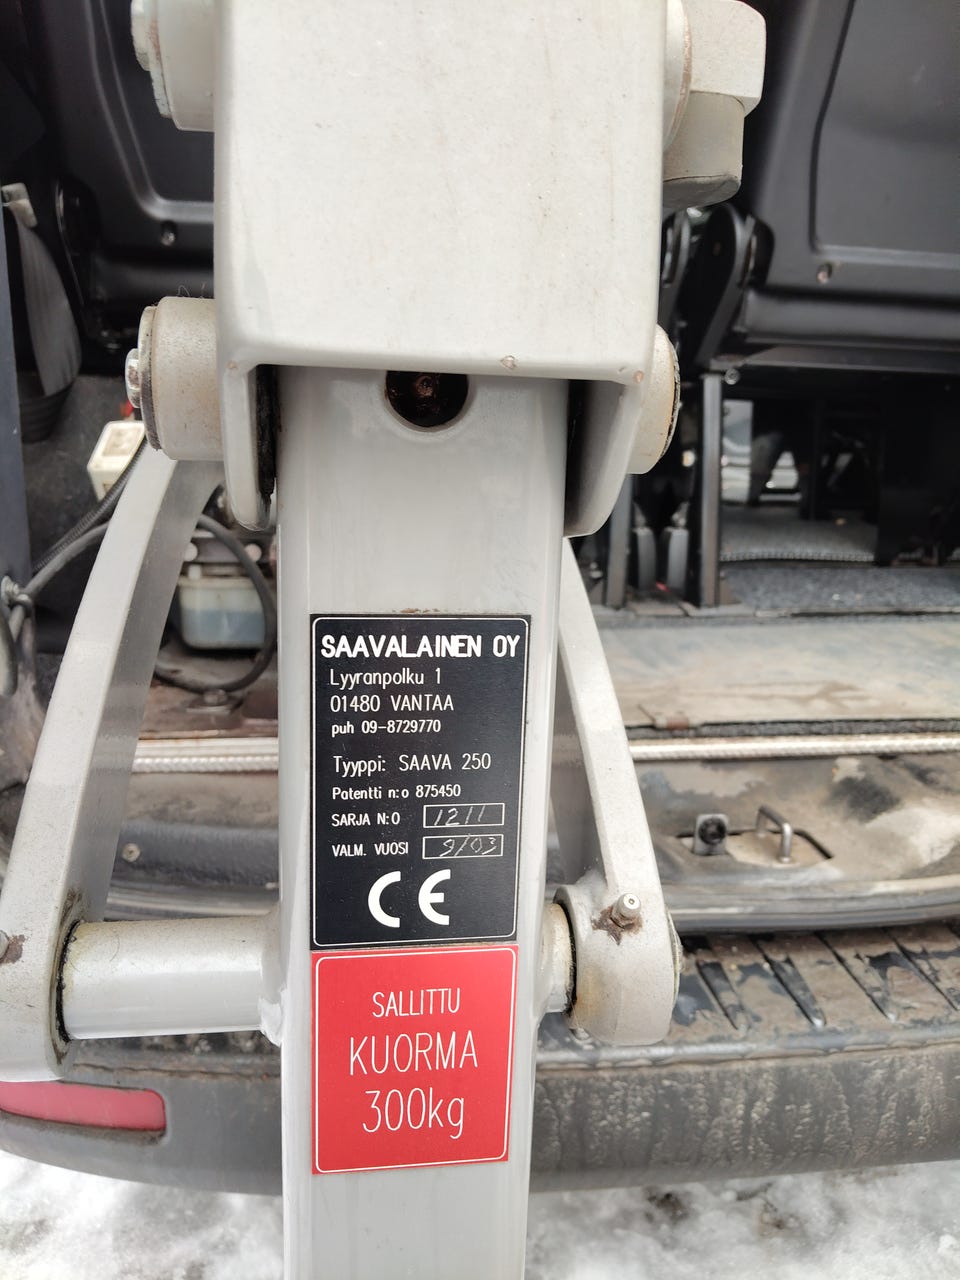 SAAVALAINEN OY
Lyyranpolku 1
01480 VANTAA
puh 09-8729770
Tyyppi: SAAVA 250
Patentti n:o 875450
SARJA N:O 1211
VALM. VUOSI 9/03
CE
SALLITTU
KUORMA
300kg